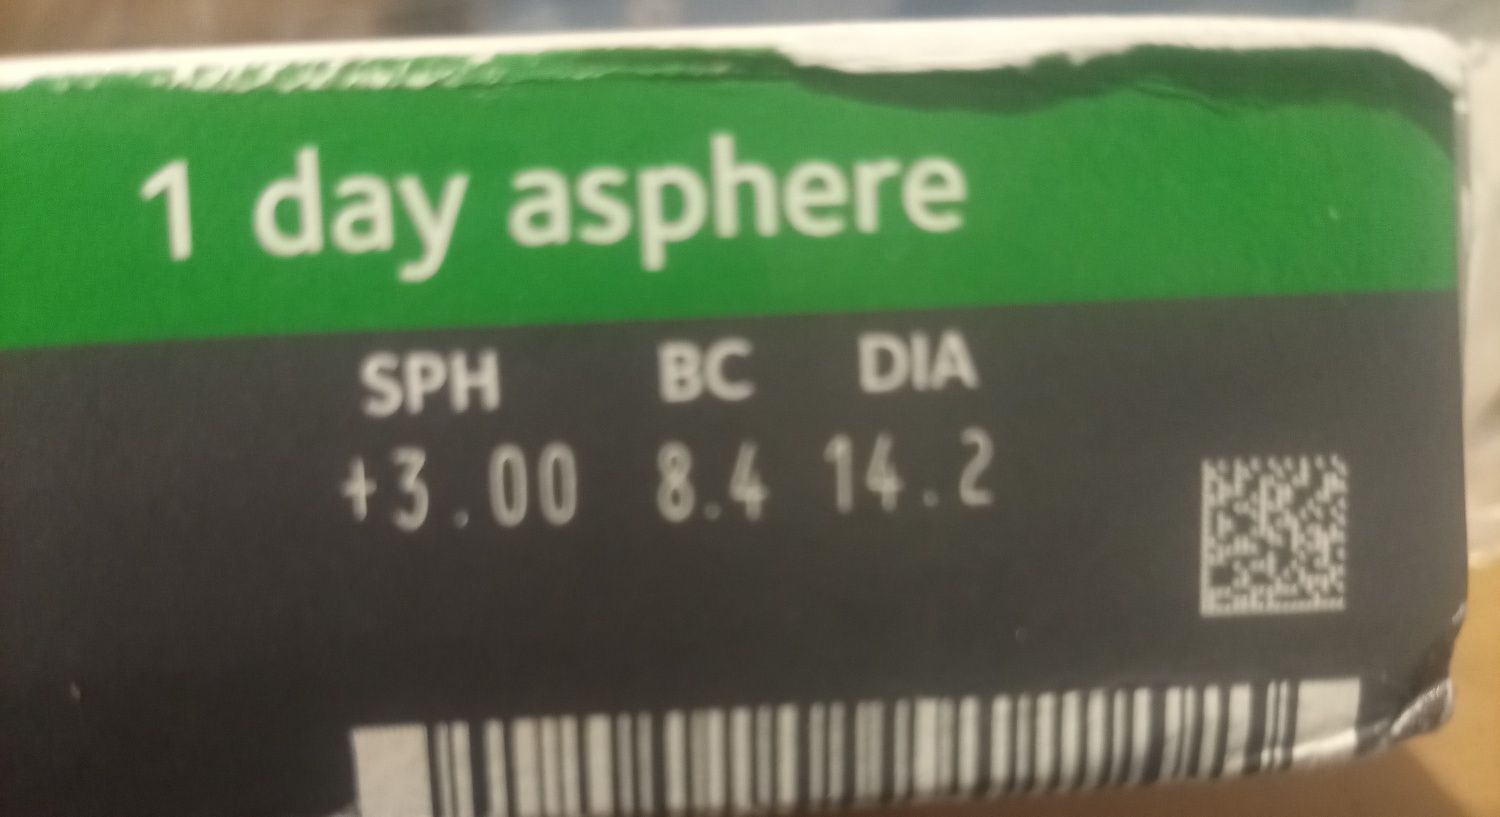 1 day asphere
SPH BC DIA
+3.00 8.4 14.2